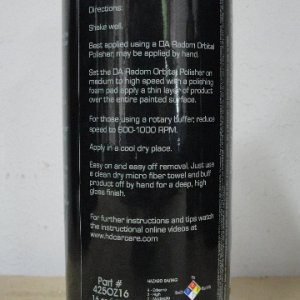 Directions:
Shake well.
Best applied using a DA Radom Orbital
Polisher, may be applied by hand.
Set the DA Radom Orbital Polisher on
medium to high speed with a polishing
foam pad apply a thin layer of product
over the entire painted surface.
For those using a rotary buffer, reduce
speed to 600-1000 RPM.
Apply in a cool dry place.
Easy on and easy off removal. Just use
a clean dry micro fiber towel and buff
product off by hand for a deep, high
gloss finish.
For further instructions and tips watch
the instructional online videos at
www.hdcarcare.com.
Part #
425OZ16
HAZARD RATING